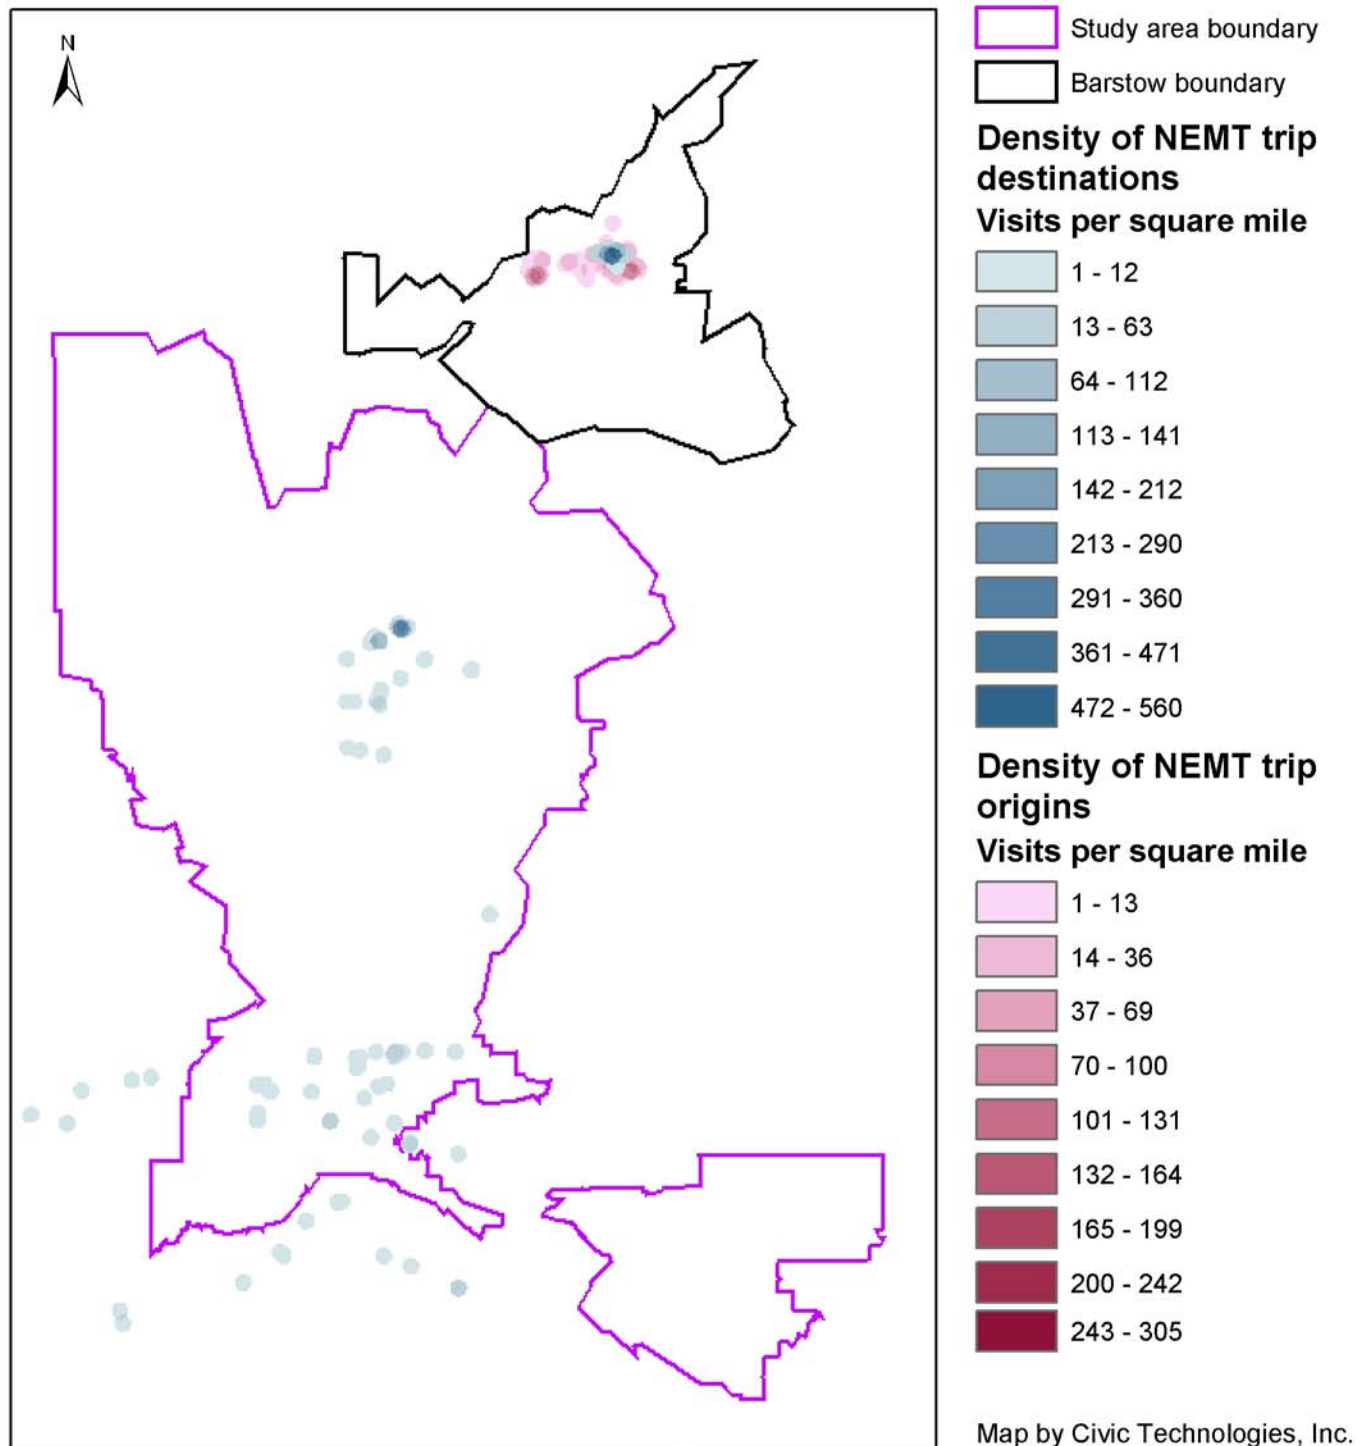 N
Study area boundary
Barstow boundary
Density of NEMT trip
destinations
Visits per square mile
1 - 12
13 - 63
64 - 112
113 - 141
142 - 212
213 - 290
291 - 360
361 - 471
472 - 560
Density of NEMT trip
origins
Visits per square mile
1 - 13
14 - 36
37 - 69
70 - 100
101 - 131
132 - 164
165 - 199
200 - 242
243 - 305
Map by Civic Technologies, Inc.